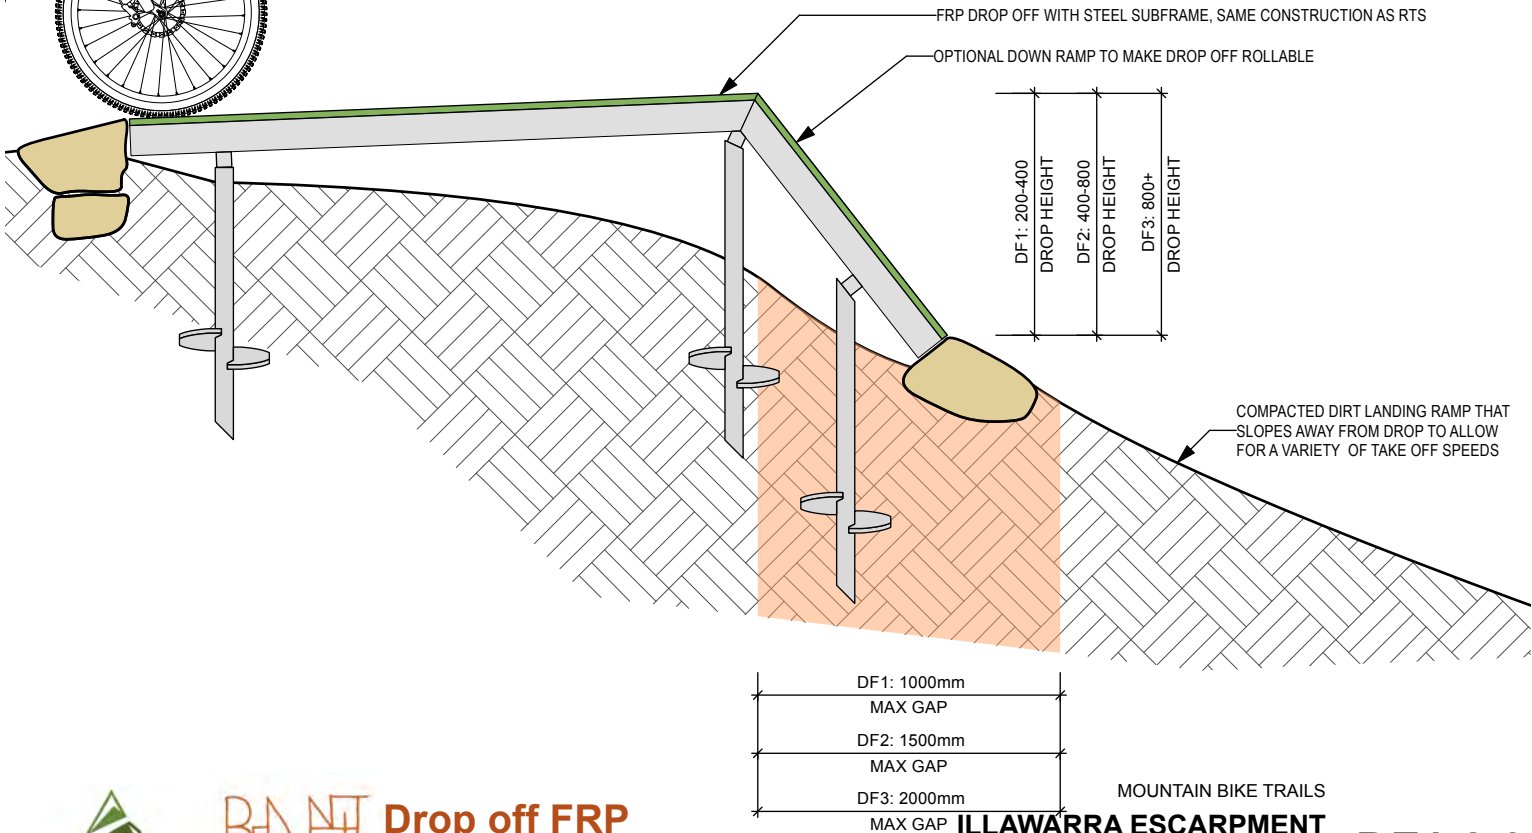 FRP DROP OFF WITH STEEL SUBFRAME, SAME CONSTRUCTION AS RTS
OPTIONAL DOWN RAMP TO MAKE DROP OFF ROLLABLE
DF1: 200-400
DROP HEIGHT
DF2: 400-800
DROP HEIGHT
DF3: 800+
DROP HEIGHT
COMPACTED DIRT LANDING RAMP THAT
SLOPES AWAY FROM DROP TO ALLOW
FOR A VARIETY OF TAKE OFF SPEEDS
DF1: 1000mm
MAX GAP
DF2: 1500mm
MAX GAP
DF3: 2000mm
MAX GAP
Drop off FRP
MOUNTAIN BIKE TRAILS
ILLAWARRA ESCARPMENT